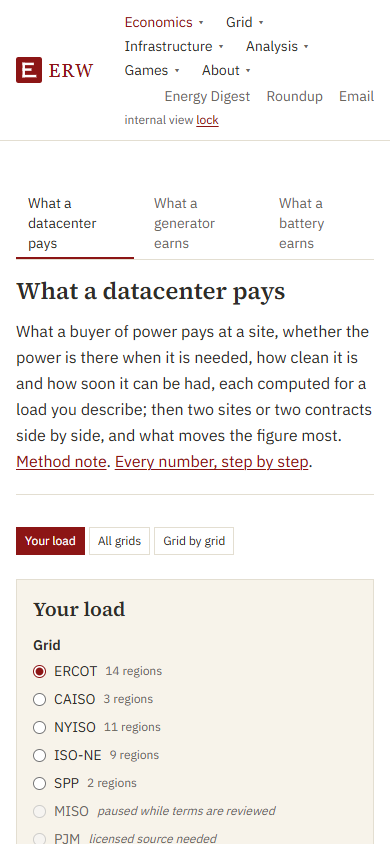 Economics
Grid
Infrastructure
Analysis
Games
About
E ERW
Energy Digest
Roundup
Email
internal view lock
What a
datacenter
pays
What a
generator
earns
What a
battery
earns
What a datacenter pays
What a buyer of power pays at a site, whether the
power is there when it is needed, how clean it is
and how soon it can be had, each computed for a
load you describe; then two sites or two contracts
side by side, and what moves the figure most.
Method note. Every number, step by step.
Your load
All grids
Grid by grid
Your load
Grid
ERCOT 14 regions
CAISO 3 regions
NYISO 11 regions
ISO-NE 9 regions
SPP 2 regions
MISO paused while terms are reviewed
PJM licensed source needed